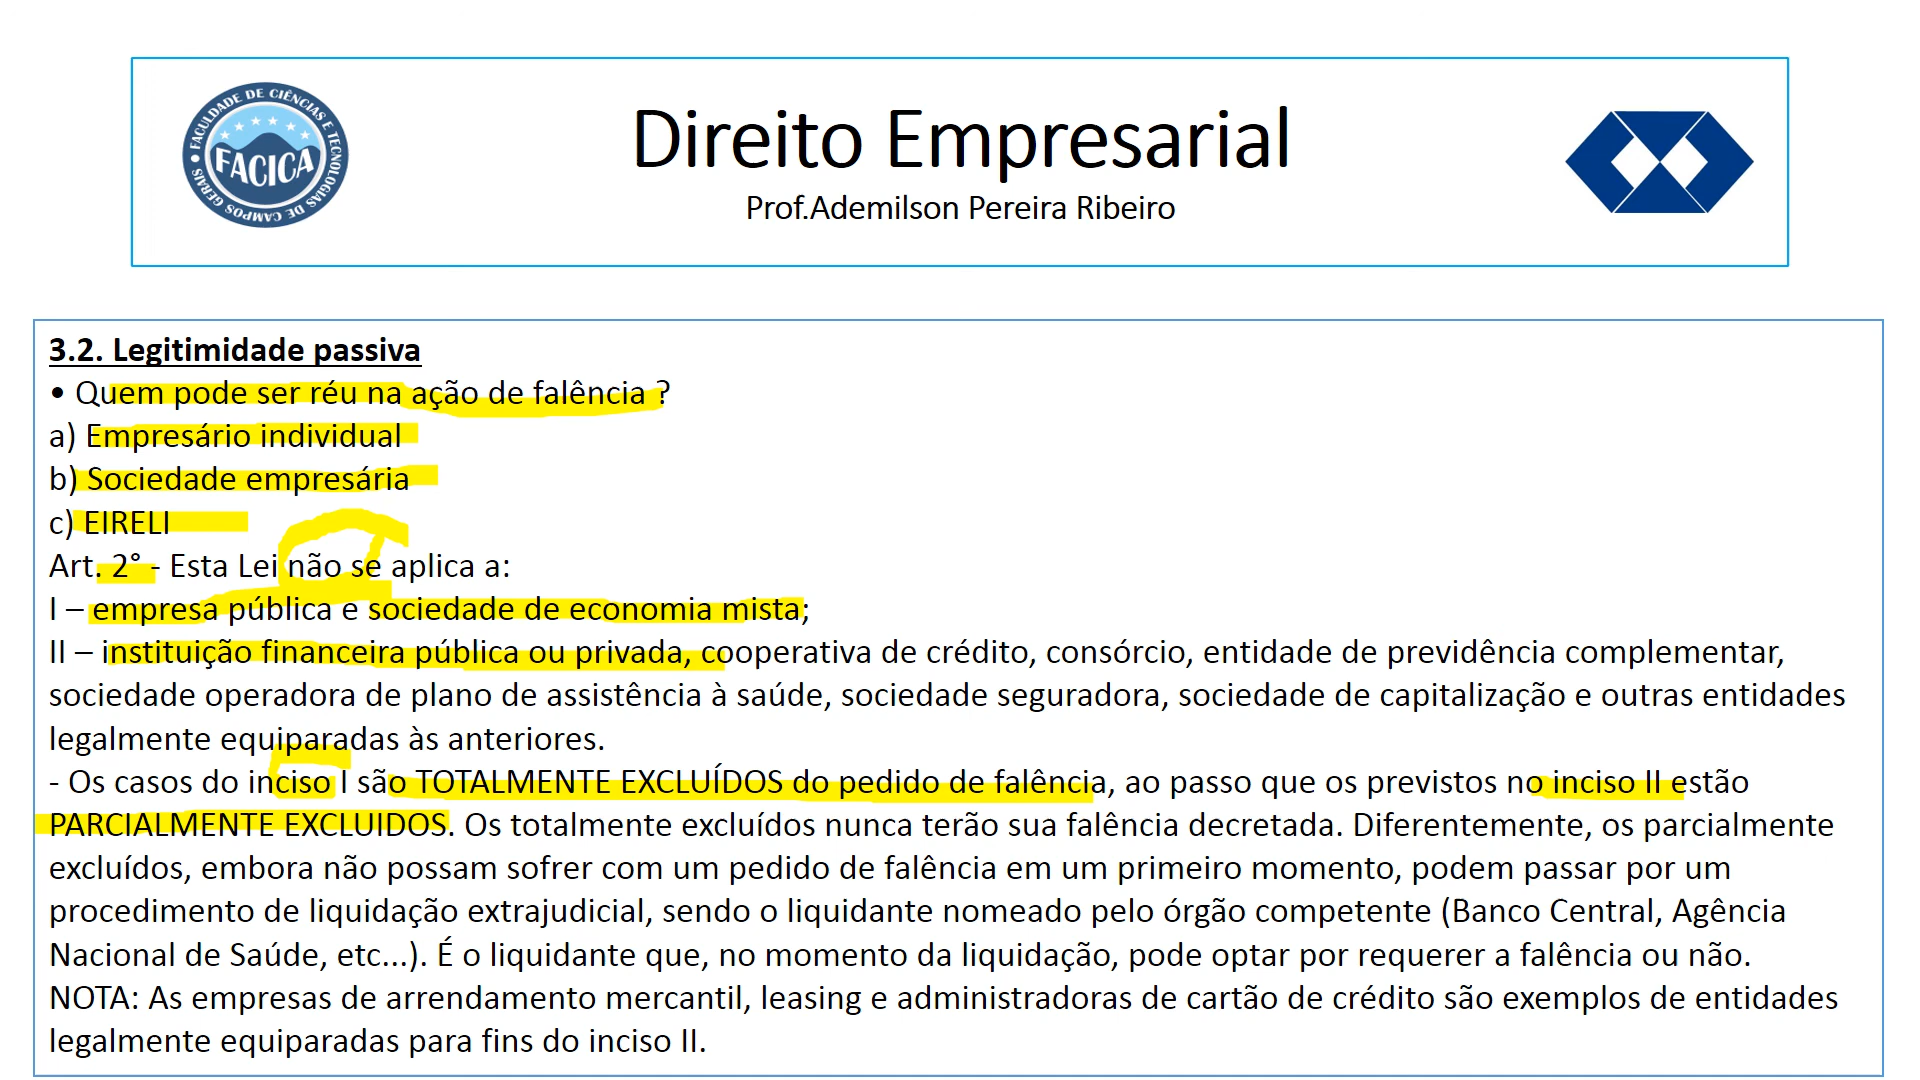 FACULDADE DE CIÊNCIAS E TECNOLOGIAS DE CAMPOS GERAIS
FACICA
Direito Empresarial
Prof.Ademilson Pereira Ribeiro
3.2. Legitimidade passiva
• Quem pode ser réu na ação de falência ?
a) Empresário individual
b) Sociedade empresária
c) EIRELI
Art. 2° - Esta Lei não se aplica a:
I – empresa pública e sociedade de economia mista;
II – instituição financeira pública ou privada, cooperativa de crédito, consórcio, entidade de previdência complementar,
sociedade operadora de plano de assistência à saúde, sociedade seguradora, sociedade de capitalização e outras entidades
legalmente equiparadas às anteriores.
- Os casos do inciso I são TOTALMENTE EXCLUÍDOS do pedido de falência, ao passo que os previstos no inciso II estão
PARCIALMENTE EXCLUIDOS. Os totalmente excluídos nunca terão sua falência decretada. Diferentemente, os parcialmente
excluídos, embora não possam sofrer com um pedido de falência em um primeiro momento, podem passar por um
procedimento de liquidação extrajudicial, sendo o liquidante nomeado pelo órgão competente (Banco Central, Agência
Nacional de Saúde, etc...). É o liquidante que, no momento da liquidação, pode optar por requerer a falência ou não.
NOTA: As empresas de arrendamento mercantil, leasing e administradoras de cartão de crédito são exemplos de entidades
legalmente equiparadas para fins do inciso II.